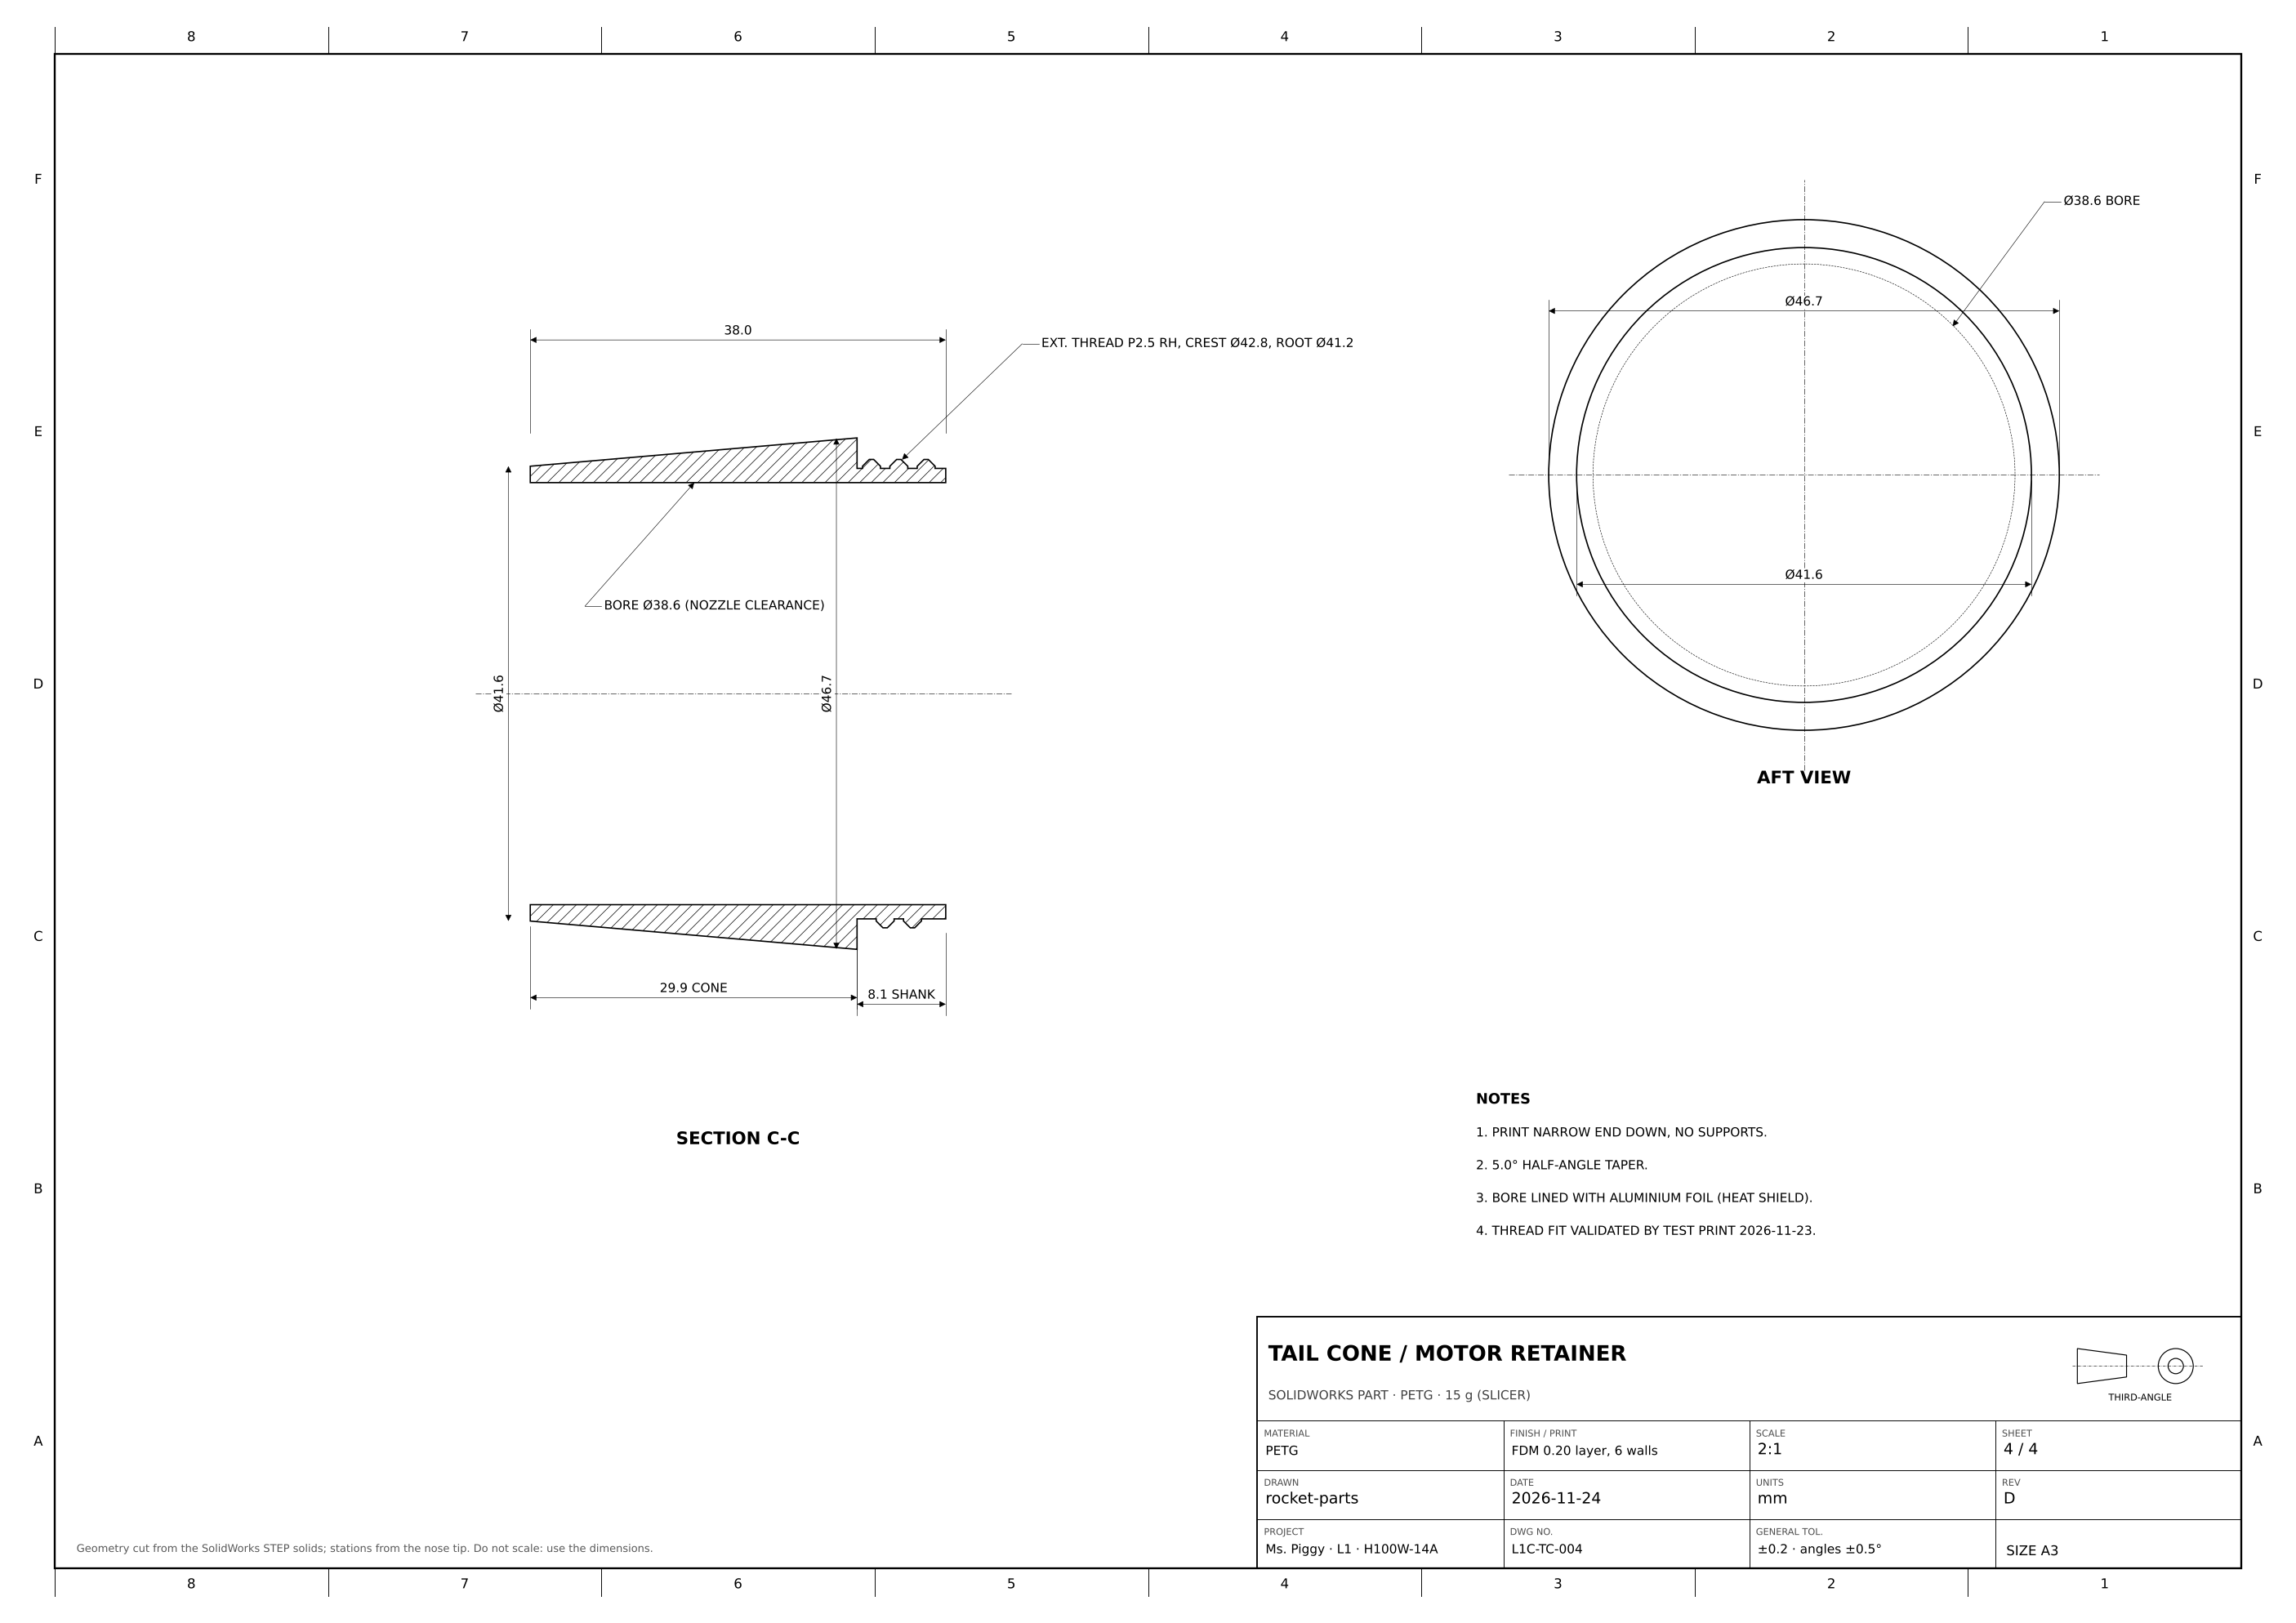 8 7 6 5 4 3 2 1
F F
Ø38.6 BORE
Ø46.7
38.0
EXT. THREAD P2.5 RH, CREST Ø42.8, ROOT Ø41.2
E E
Ø41.6
BORE Ø38.6 (NOZZLE CLEARANCE)
Ø41.6
Ø46.7
D D
AFT VIEW
C C
29.9 CONE
8.1 SHANK
SECTION C-C
NOTES
1. PRINT NARROW END DOWN, NO SUPPORTS.
2. 5.0° HALF-ANGLE TAPER.
3. BORE LINED WITH ALUMINIUM FOIL (HEAT SHIELD).
4. THREAD FIT VALIDATED BY TEST PRINT 2026-11-23.
B B
TAIL CONE / MOTOR RETAINER
SOLIDWORKS PART · PETG · 15 g (SLICER)
THIRD-ANGLE
A A
MATERIAL FINISH / PRINT SCALE SHEET
PETG FDM 0.20 layer, 6 walls 2:1 4 / 4
DRAWN DATE UNITS REV
rocket-parts 2026-11-24 mm D
PROJECT DWG NO. GENERAL TOL.
Ms. Piggy · L1 · H100W-14A L1C-TC-004 ±0.2 · angles ±0.5° SIZE A3
Geometry cut from the SolidWorks STEP solids; stations from the nose tip. Do not scale: use the dimensions.
8 7 6 5 4 3 2 1